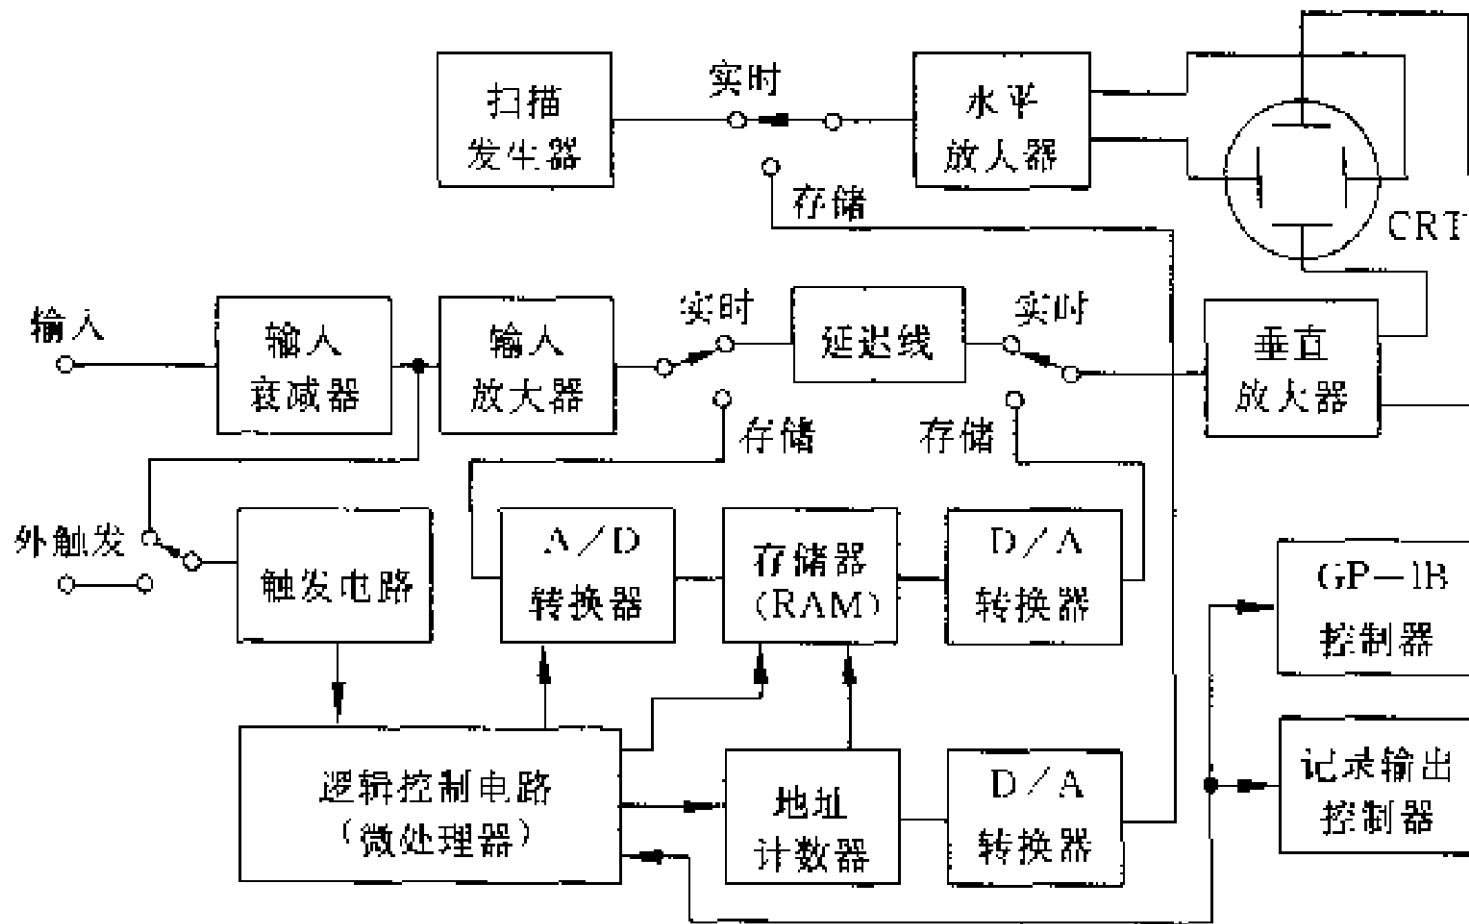 扫描
发生器
实时
存储
水平
放大器
CRT
输入
输入
衰减器
输入
放大器
实时
存储
延迟线
实时
存储
垂直
放大器
外触发
触发电路
A/D
转换器
存储器
(RAM)
D/A
转换器
GP-IB
控制器
逻辑控制电路
(微处理器)
地址
计数器
D/A
转换器
记录输出
控制器